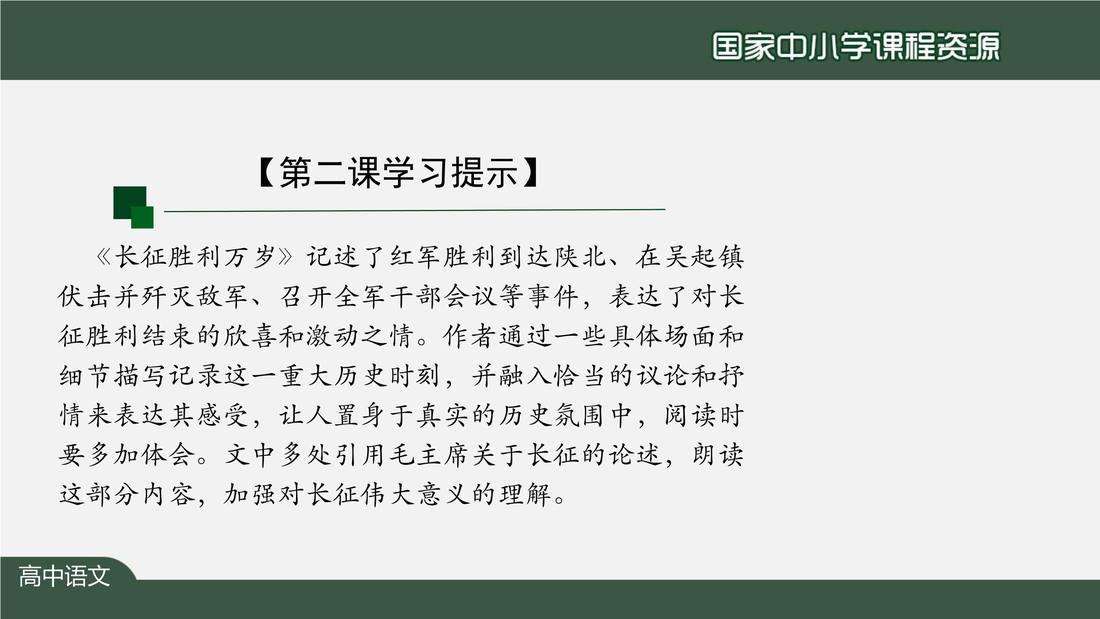 国家中小学课程资源
【第二课学习提示】
《长征胜利万岁》记述了红军胜利到达陕北、在吴起镇
伏击并歼灭敌军、召开全军干部会议等事件，表达了对长
征胜利结束的欣喜和激动之情。作者通过一些具体场面和
细节描写记录这一重大历史时刻，并融入恰当的议论和抒
情来表达其感受，让人置身于真实的历史氛围中，阅读时
要多加体会。文中多处引用毛主席关于长征的论述，朗读
这部分内容，加强对长征伟大意义的理解。
高中语文